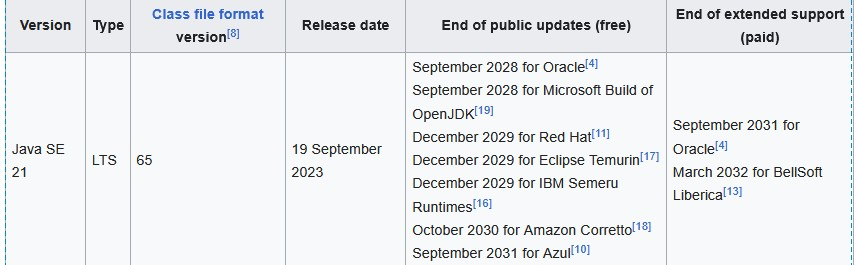 Version
Type
Class file format
version[8]
Release date
End of public updates (free)
End of extended support
(paid)
Java SE
21
LTS
65
19 September
2023
September 2028 for Oracle[4]
September 2028 for Microsoft Build of
OpenJDK[19]
December 2029 for Red Hat[11]
December 2029 for Eclipse Temurin[17]
December 2029 for IBM Semeru
Runtimes[16]
October 2030 for Amazon Corretto[18]
September 2031 for Azul[10]
September 2031 for
Oracle[4]
March 2032 for BellSoft
Liberica[13]